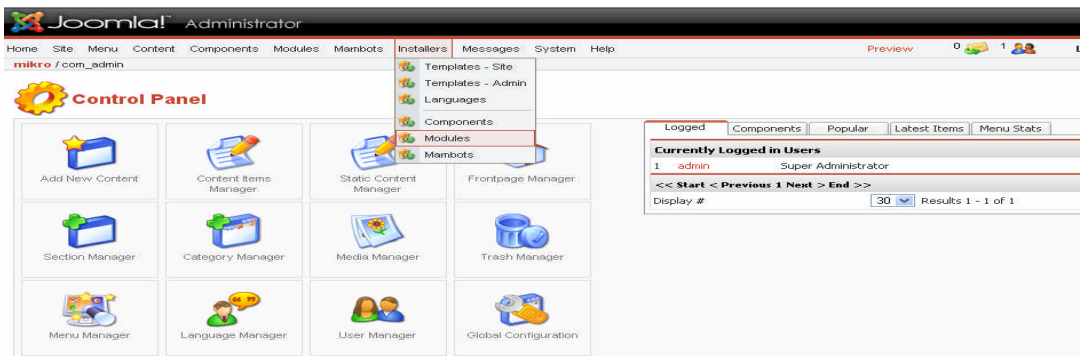 Joomla! Administrator
Home Site Menu Content Components Modules Mambots Installers Messages System Help Preview 0 1
mikro / com_admin
Templates - Site
Templates - Admin
Languages
Components
Modules
Mambots
Control Panel
Add New Content
Content Items
Manager
Static Content
Manager
Frontpage Manager
Section Manager
Category Manager
Media Manager
Trash Manager
Menu Manager
Language Manager
User Manager
Global Configuration
Logged Components Popular Latest Items Menu Stats
Currently Logged in Users
1 admin Super Administrator
<< Start < Previous 1 Next > End >>
Display # 30 Results 1 - 1 of 1